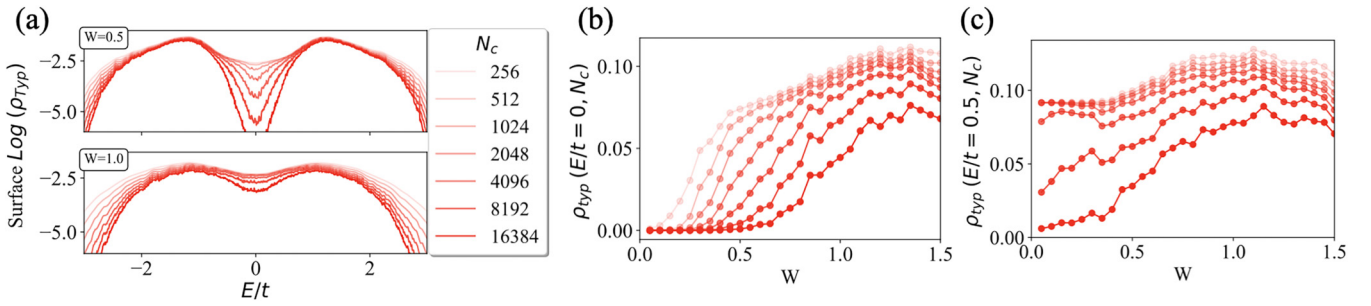 (a)
W=0.5
W=1.0
Surface Log (ρTyp)
−2.5
−5.0
−2.5
−5.0
−2
0
2
E/t
Nc
256
512
1024
2048
4096
8192
16384
(b)
ρtyp (E/t = 0, Nc)
0.10
0.05
0.00
0.0
0.5
1.0
1.5
W
(c)
ρtyp (E/t = 0.5, Nc)
0.10
0.05
0.00
0.0
0.5
1.0
1.5
W